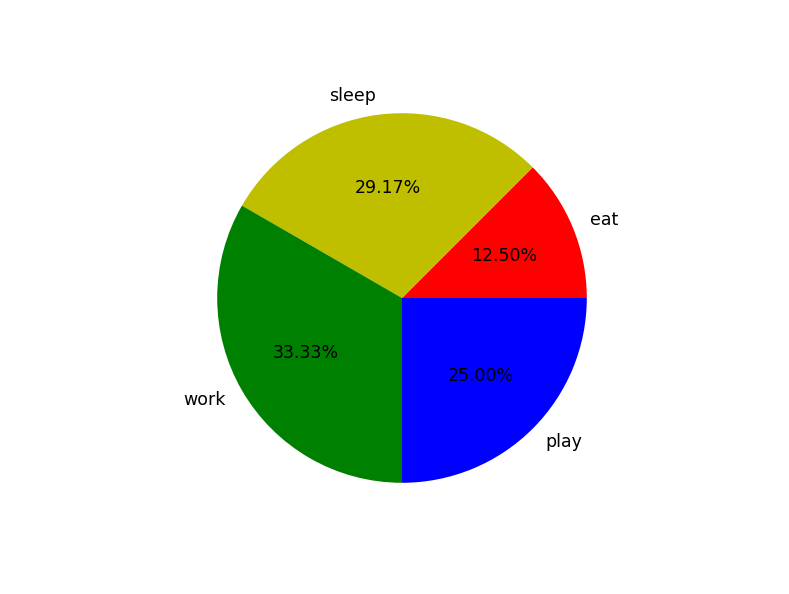 sleep
29.17%
eat
12.50%
33.33%
25.00%
work
play